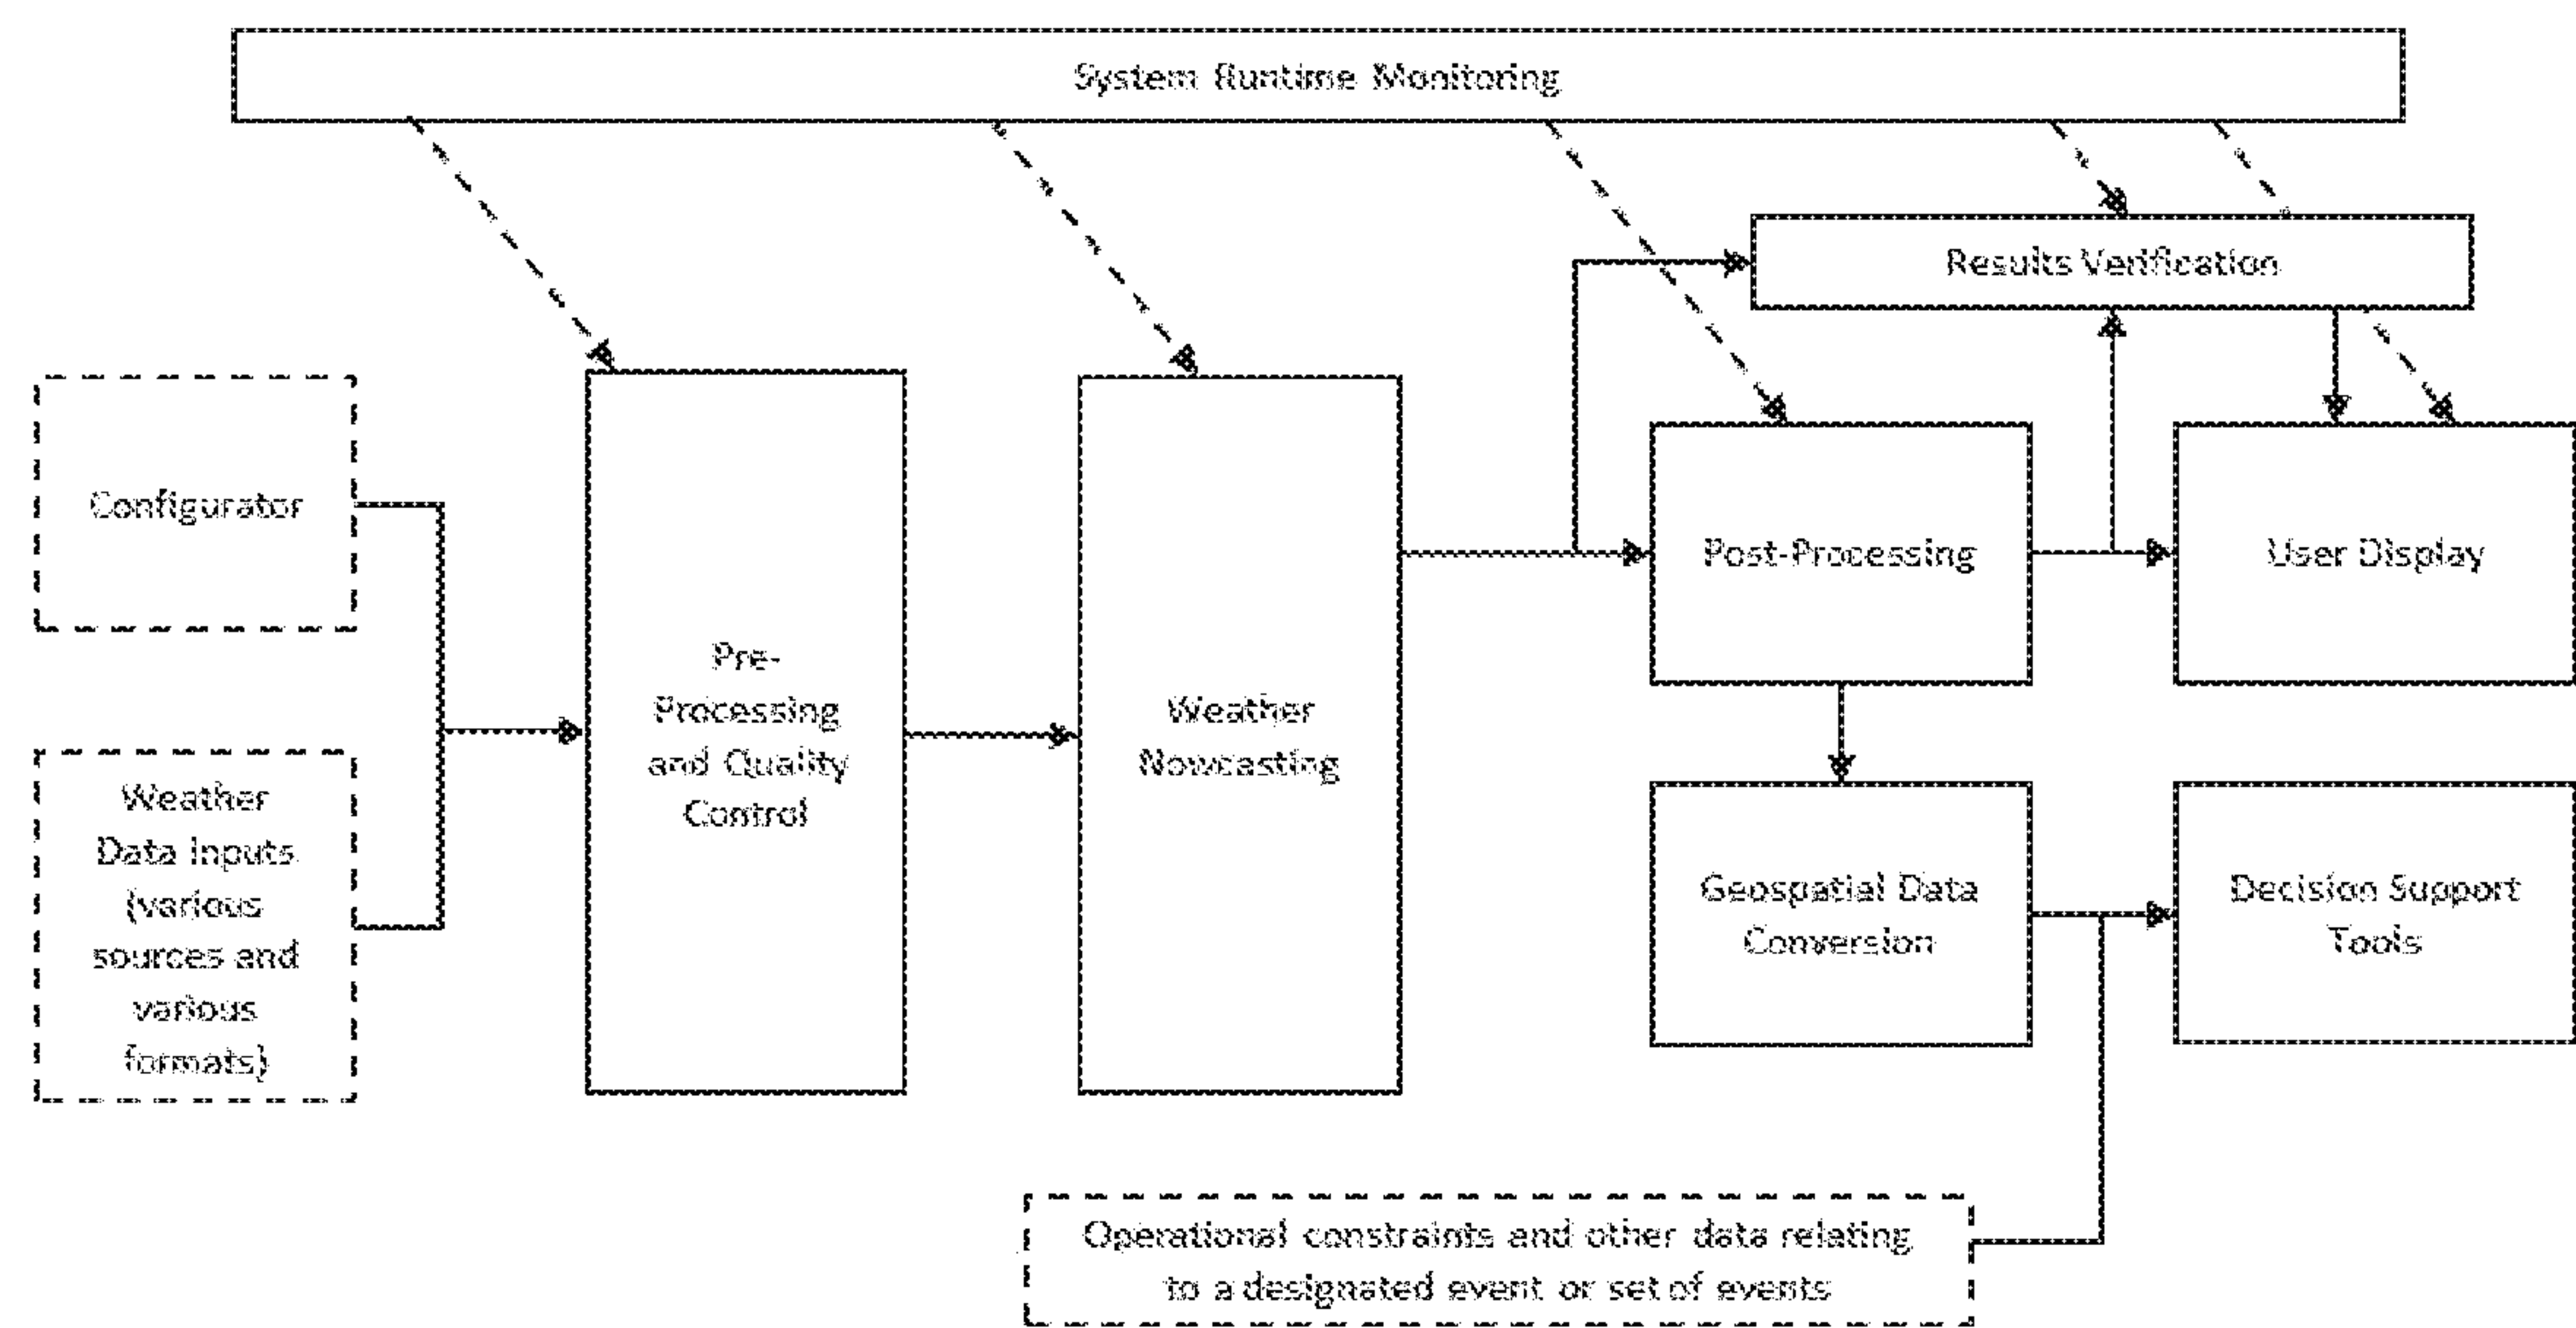 System Runtime Monitoring
Results Verification
Configurator
Post-Processing
User Display
Pre-
Processing
and Quality
Control
Weather
Nowcasting
Weather
Data Inputs
(various
sources and
various
formats)
Geospatial Data
Conversion
Decision Support
Tools
Operational constraints and other data relating
to a designated event or set of events